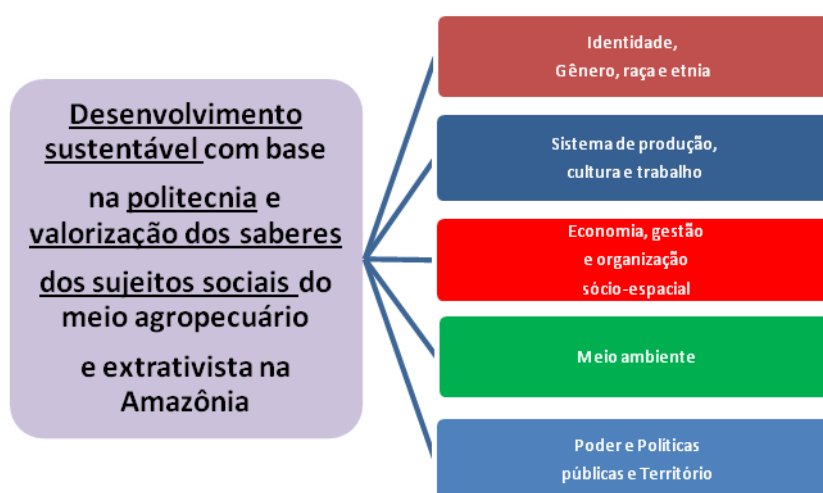 Desenvolvimento
sustentável com base
na politecnia e
valorização dos saberes
dos sujeitos sociais do
meio agropecuário
e extrativista na
Amazônia
Identidade,
Gênero, raça e etnia
Sistema de produção,
cultura e trabalho
Economia, gestão
e organização
sócio-espacial
Meio ambiente
Poder e Políticas
públicas e Território